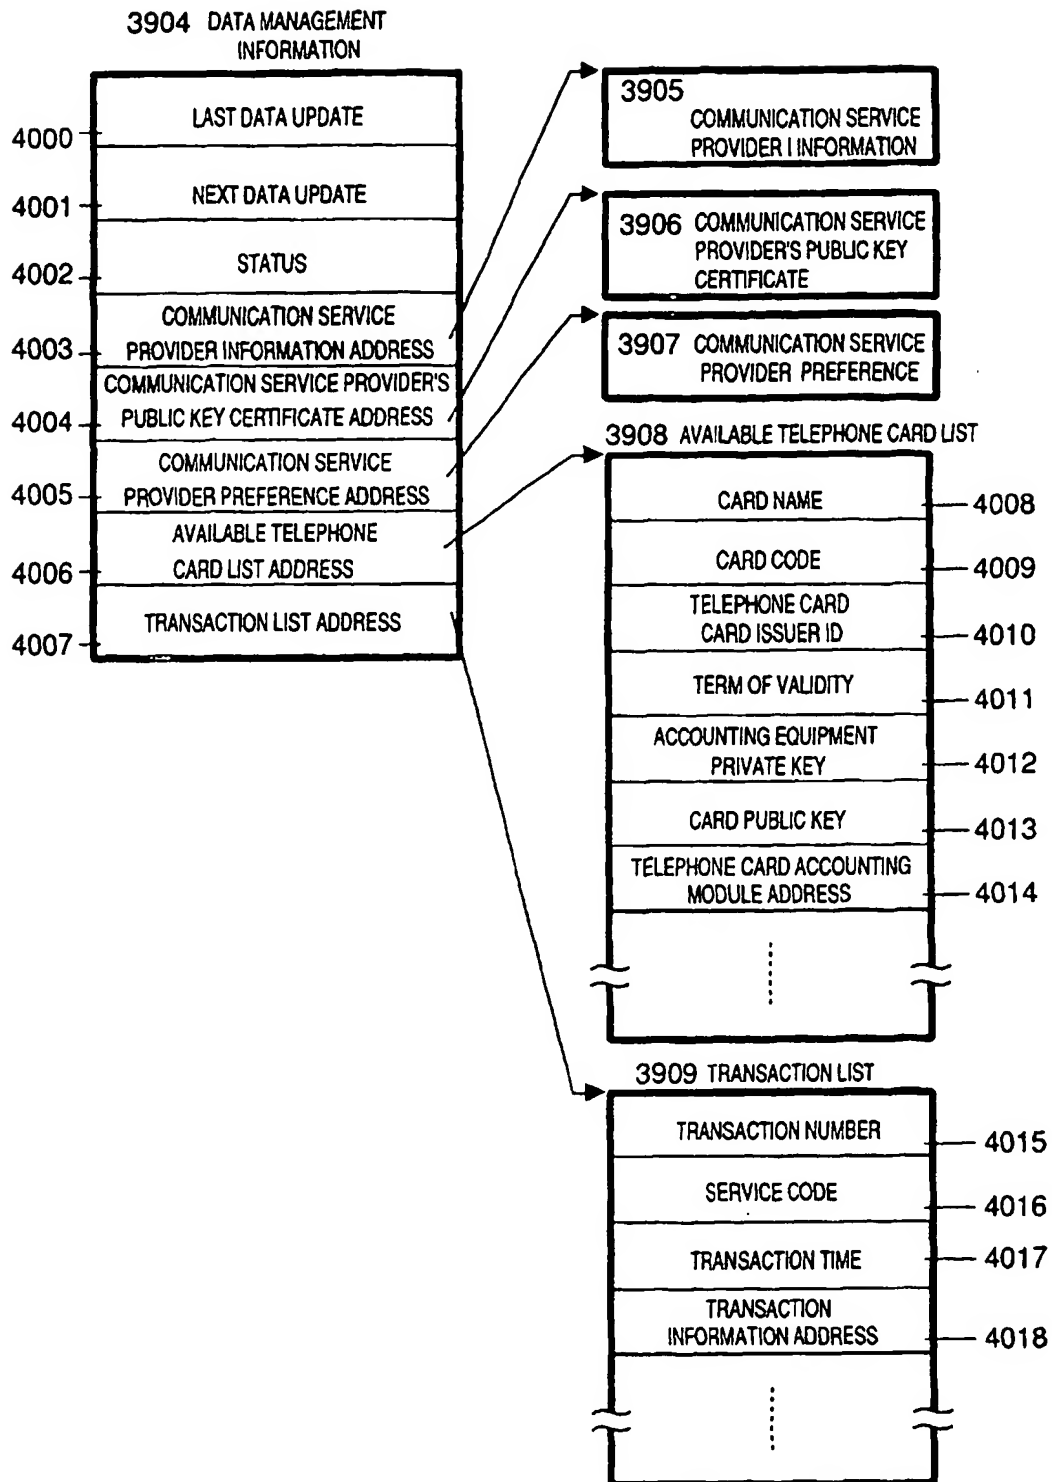 3904 DATA MANAGEMENT
INFORMATION
LAST DATA UPDATE
4000
NEXT DATA UPDATE
4001
STATUS
4002
COMMUNICATION SERVICE
PROVIDER INFORMATION ADDRESS
4003
COMMUNICATION SERVICE PROVIDER'S
PUBLIC KEY CERTIFICATE ADDRESS
4004
COMMUNICATION SERVICE
PROVIDER PREFERENCE ADDRESS
4005
AVAILABLE TELEPHONE
CARD LIST ADDRESS
4006
TRANSACTION LIST ADDRESS
4007
3905
COMMUNICATION SERVICE
PROVIDER I INFORMATION
3906 COMMUNICATION SERVICE
PROVIDER'S PUBLIC KEY
CERTIFICATE
3907 COMMUNICATION SERVICE
PROVIDER PREFERENCE
3908 AVAILABLE TELEPHONE CARD LIST
CARD NAME
4008
CARD CODE
4009
TELEPHONE CARD
CARD ISSUER ID
4010
TERM OF VALIDITY
4011
ACCOUNTING EQUIPMENT
PRIVATE KEY
4012
CARD PUBLIC KEY
4013
TELEPHONE CARD ACCOUNTING
MODULE ADDRESS
4014
3909 TRANSACTION LIST
TRANSACTION NUMBER
4015
SERVICE CODE
4016
TRANSACTION TIME
4017
TRANSACTION
INFORMATION ADDRESS
4018